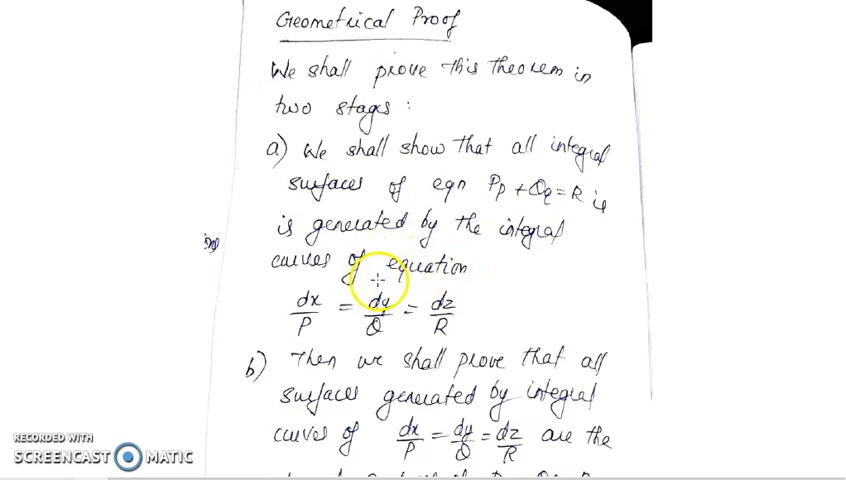 Geometrical Proof
We shall prove this theorem in
two stages :
a) We shall show that all integral
surfaces of eqn Pp + Qq = R is
is generated by the integral
curves of equation
dx/P = dy/Q = dz/R
b) Then we shall prove that all
surfaces generated by integral
curves of dx/P = dy/Q = dz/R are the
RECORDED WITH
SCREENCAST MATIC